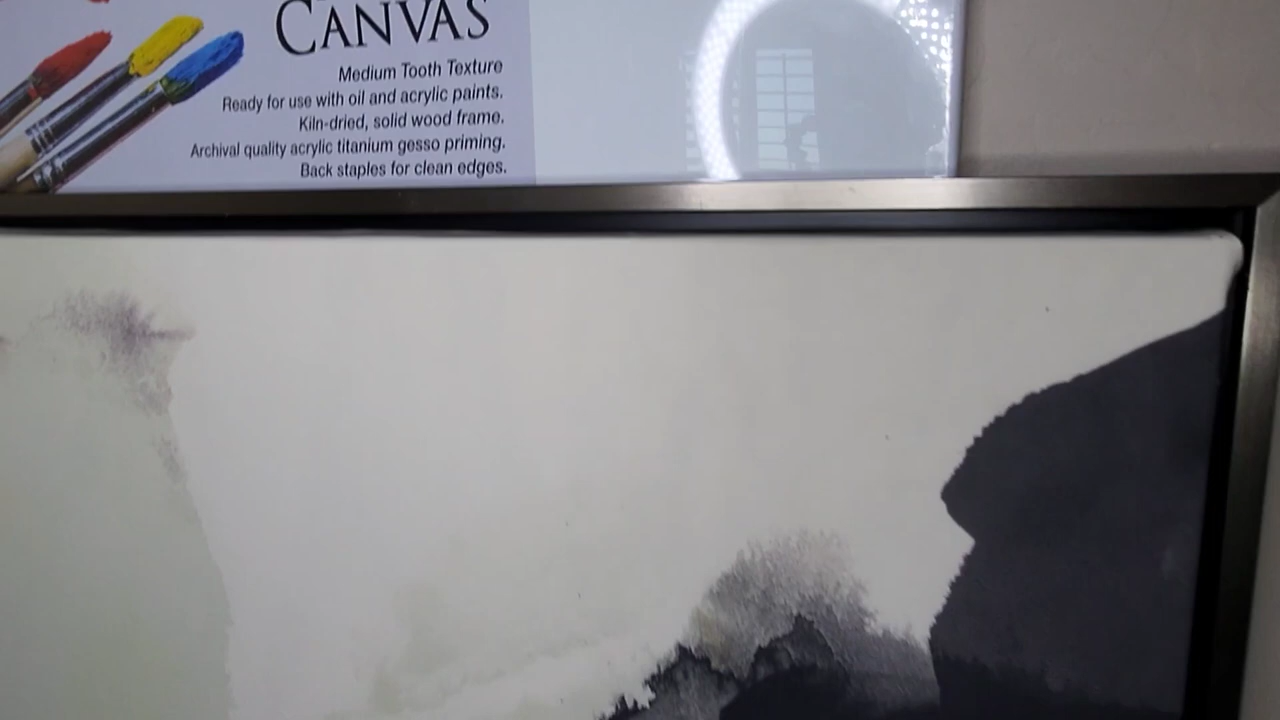 CANVAS
Medium Tooth Texture
Ready for use with oil and acrylic paints.
Kiln-dried, solid wood frame.
Archival quality acrylic titanium gesso priming.
Back staples for clean edges.